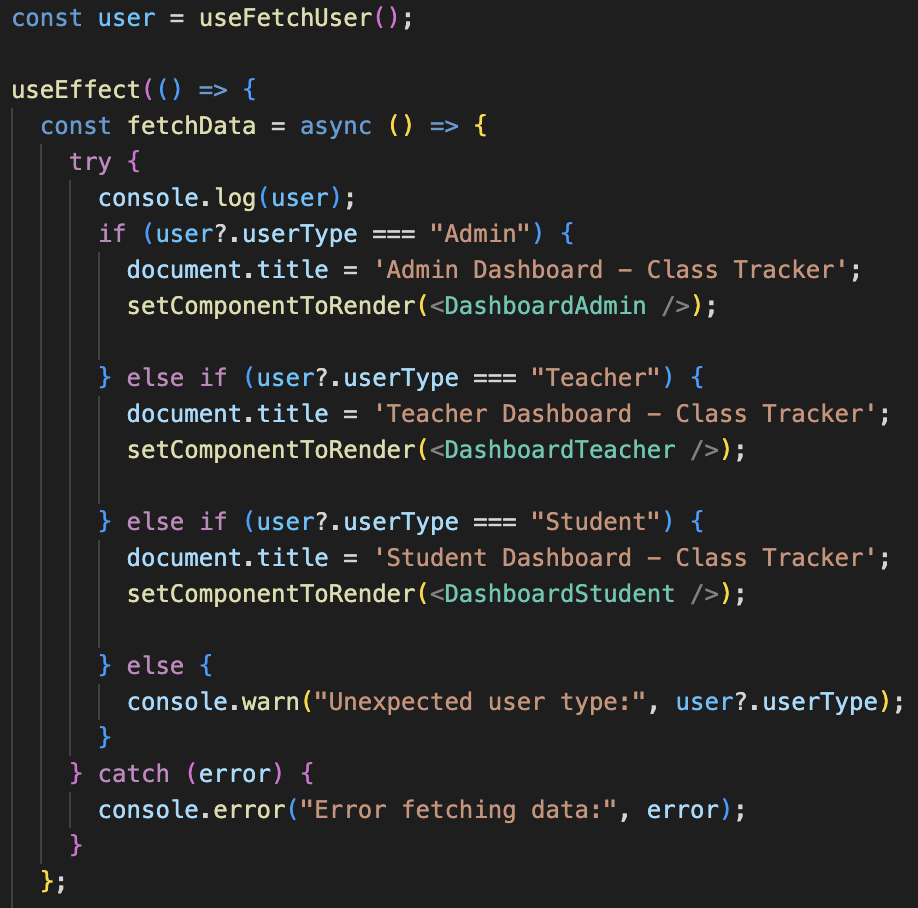 const user = useFetchUser();
useEffect(() => {
const fetchData = async () => {
try {
console.log(user);
if (user?.userType === "Admin") {
document.title = 'Admin Dashboard - Class Tracker';
setComponentToRender(<DashboardAdmin />);
} else if (user?.userType === "Teacher") {
document.title = 'Teacher Dashboard - Class Tracker';
setComponentToRender(<DashboardTeacher />);
} else if (user?.userType === "Student") {
document.title = 'Student Dashboard - Class Tracker';
setComponentToRender(<DashboardStudent />);
} else {
console.warn("Unexpected user type:", user?.userType);
}
} catch (error) {
console.error("Error fetching data:", error);
}
};